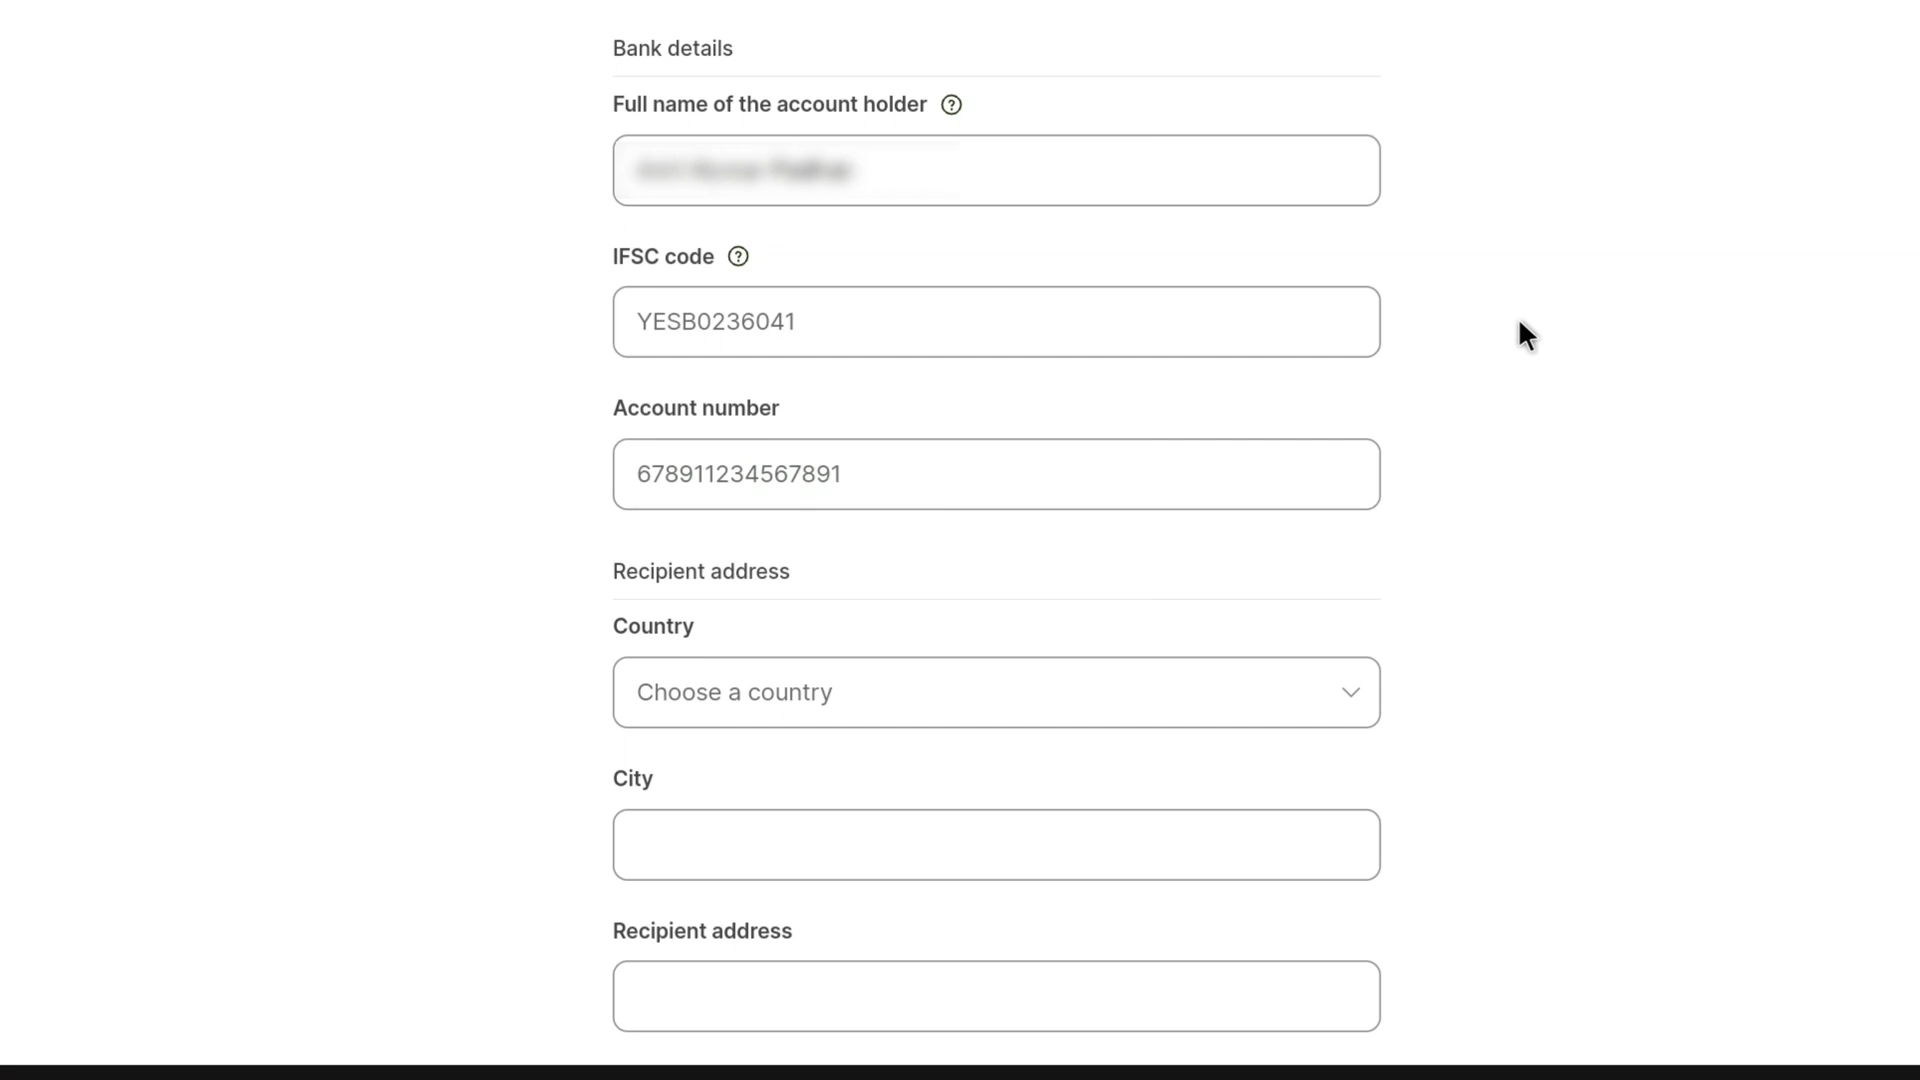 Bank details
Full name of the account holder ?
IFSC code ?
YESB0236041
Account number
678911234567891
Recipient address
Country
Choose a country
City
Recipient address